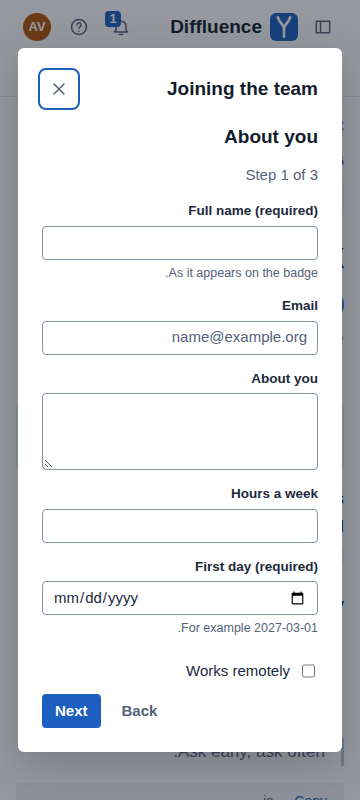 AV
1
Diffluence
Joining the team
About you
Step 1 of 3
Full name (required)
As it appears on the badge.
Email
name@example.org
About you
Hours a week
First day (required)
mm/dd/yyyy
For example 2027-03-01.
Works remotely
Next
Back
Ask early, ask often.
Copy